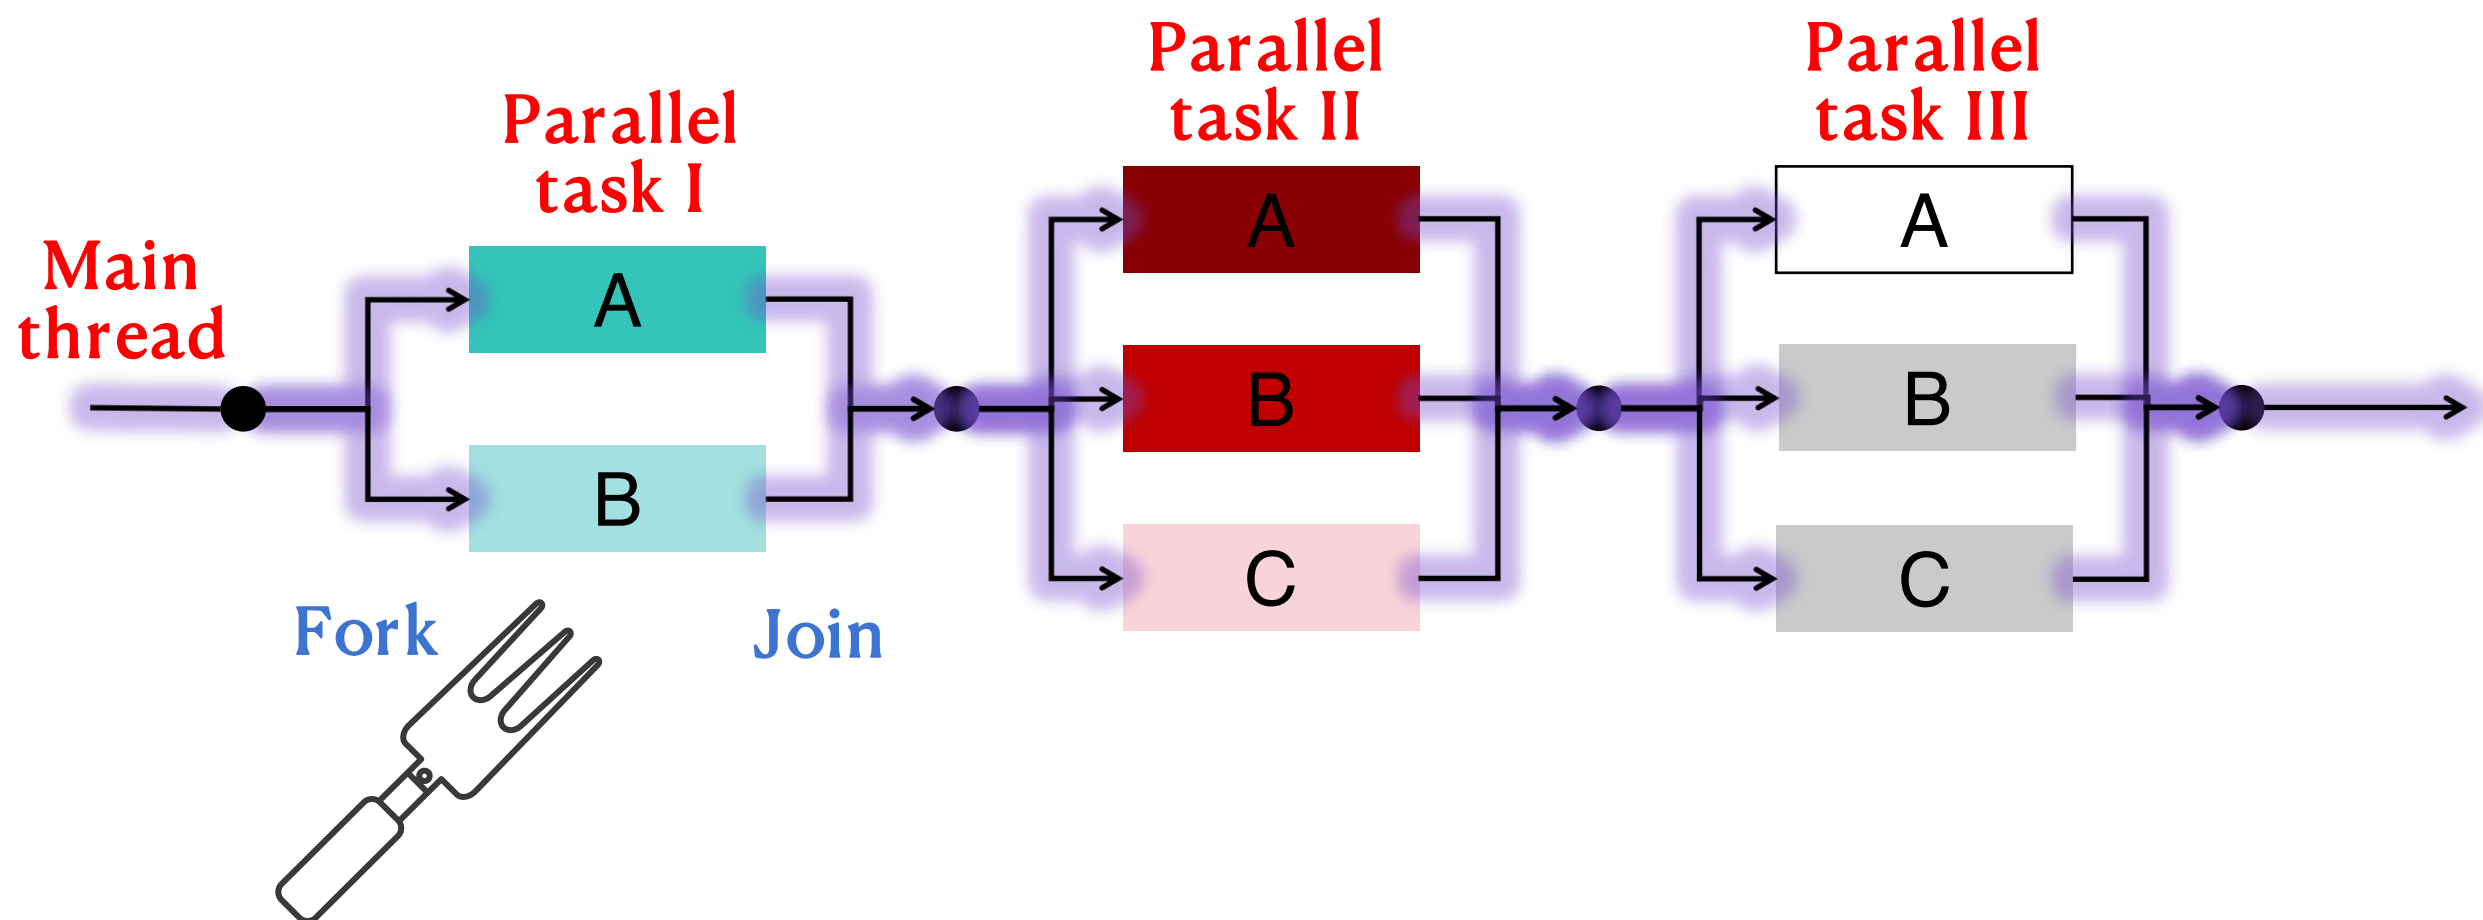 Main
thread
Parallel
task I
A
B
Fork
Join
Parallel
task II
A
B
C
Parallel
task III
A
B
C